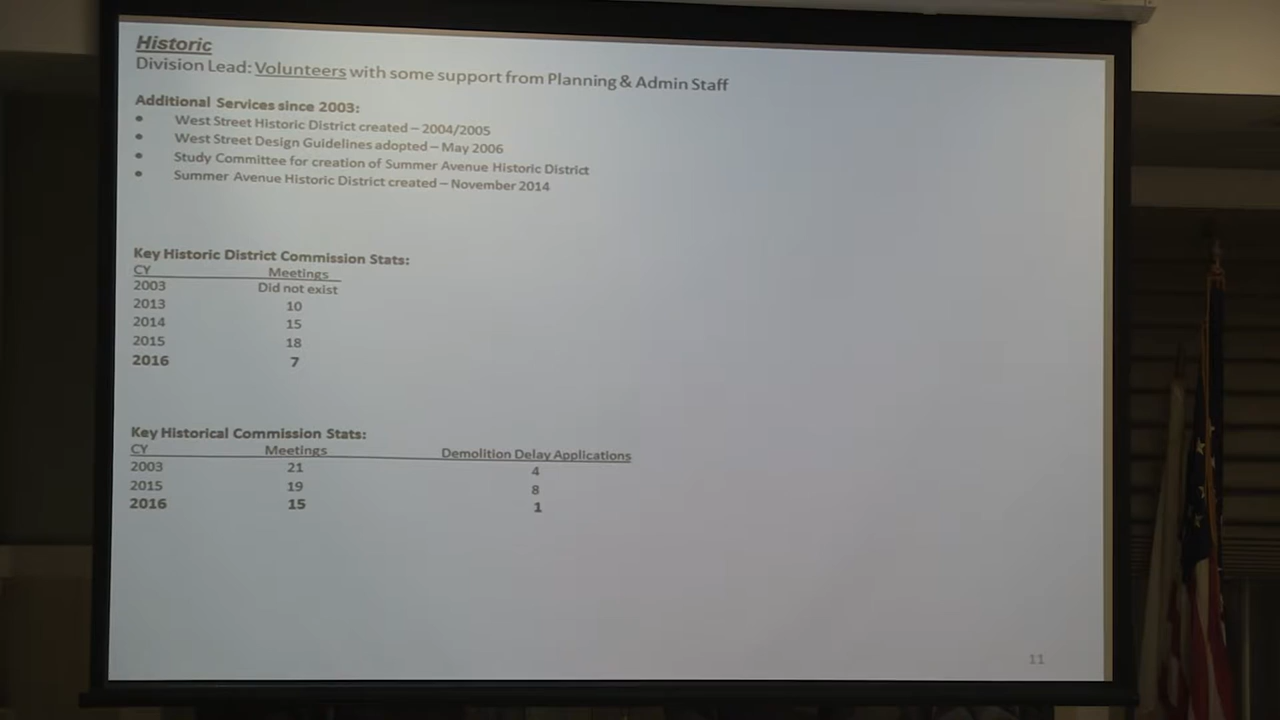 Historic
Division Lead: Volunteers with some support from Planning & Admin Staff
Additional Services since 2003:
• West Street Historic District created – 2004/2005
• West Street Design Guidelines adopted – May 2006
• Study Committee for creation of Summer Avenue Historic District
• Summer Avenue Historic District created – November 2014
Key Historic District Commission Stats:
CY Meetings
2003 Did not exist
2013 10
2014 15
2015 18
2016 7
Key Historical Commission Stats:
CY Meetings Demolition Delay Applications
2003 21 4
2015 19 8
2016 15 1
11